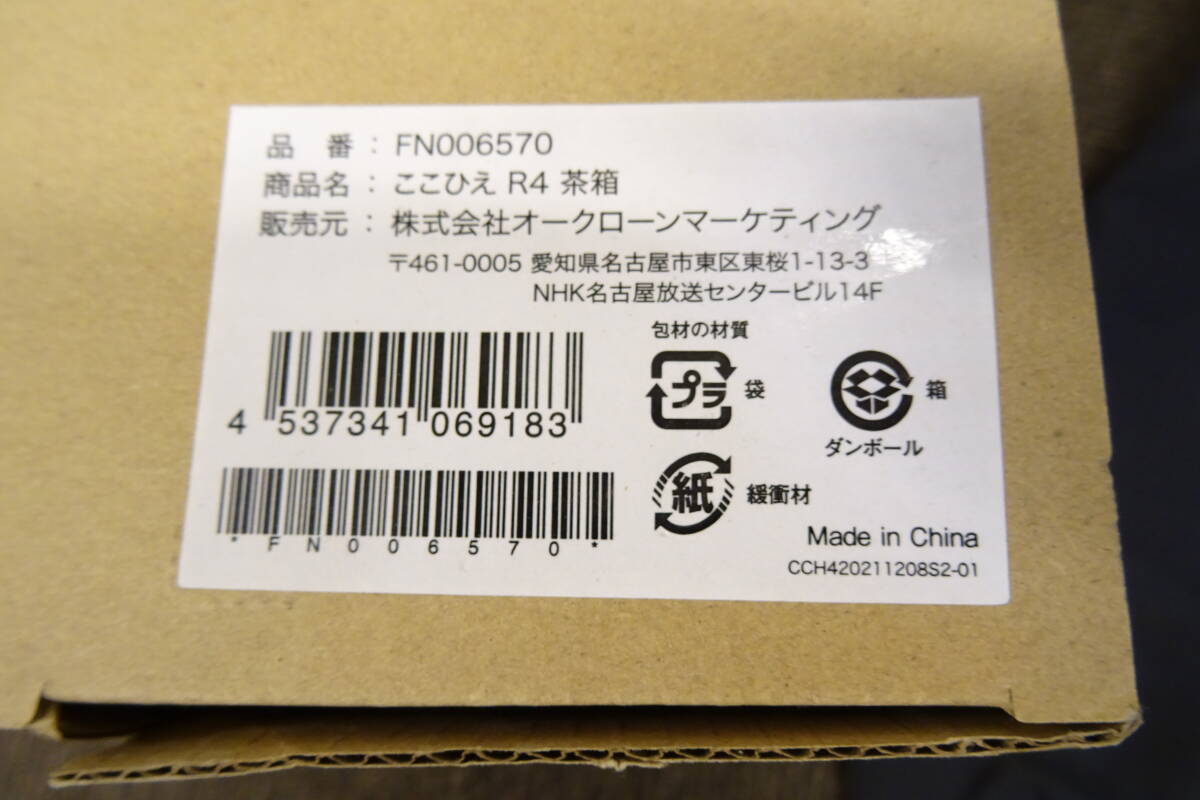 品 番 : FN006570
商品名 : ここひえ R4 茶箱
販売元 : 株式会社オークローンマーケティング
〒461-0005 愛知県名古屋市東区東桜1-13-3
NHK名古屋放送センタービル14F
包材の材質
プラ 袋
箱
ダンボール
紙 緩衝材
4 537341 069183
*FN006570*
Made in China
CCH420211208S2-01